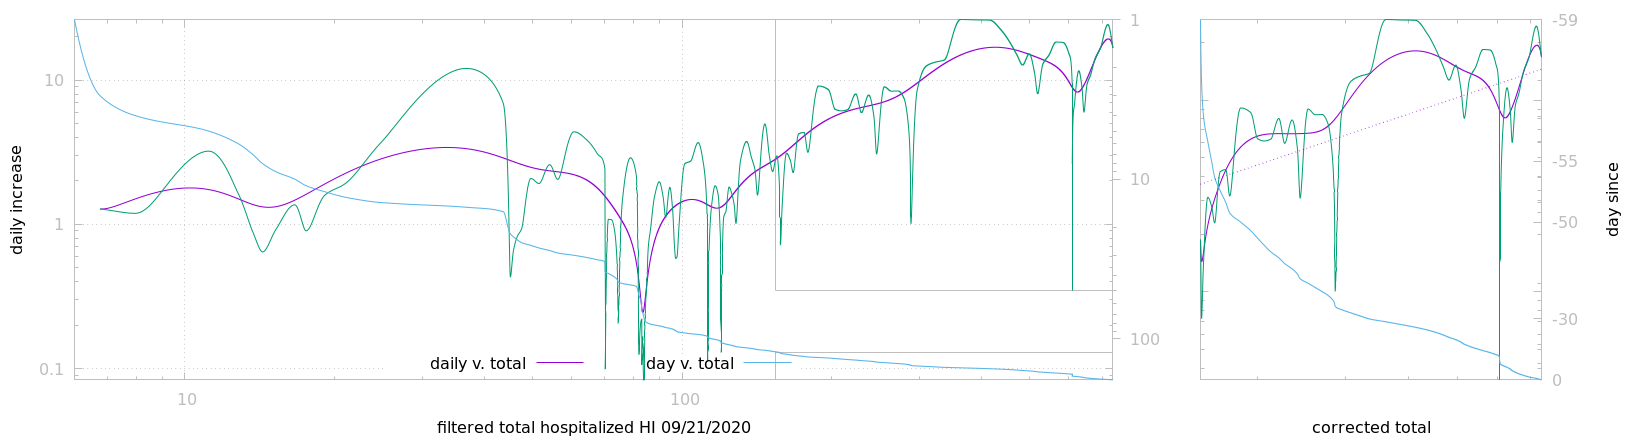 1
-59
10
daily increase
-55
10
day since
1
-50
-30
100
daily v. total
day v. total
0.1
0
10
100
filtered total hospitalized HI 09/21/2020
corrected total